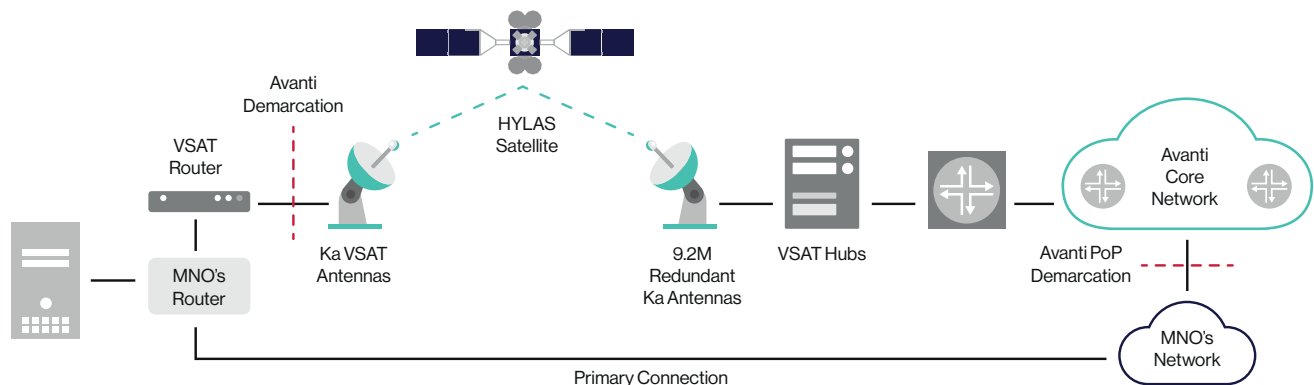 Avanti
Demarcation
VSAT
Router
HYLAS
Satellite
Avanti
Core
Network
MNO's
Router
Ka VSAT
Antennas
9.2M
Redundant
Ka Antennas
VSAT Hubs
Avanti PoP
Demarcation
MNO's
Network
Primary Connection